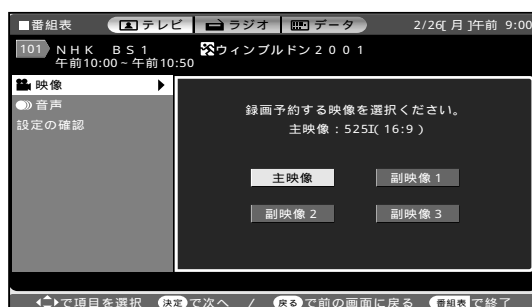 ■番組表 テレビ ラジオ データ 2/26[月]午前 9:00
101 NHK BS1 ウィンブルドン2001
午前10:00~午前10:50
映像
音声
設定の確認
録画予約する映像を選択ください。
主映像:525I(16:9)
主映像 副映像1
副映像2 副映像3
で項目を選択 決定で次へ / 戻るで前の画面に戻る 番組表で終了